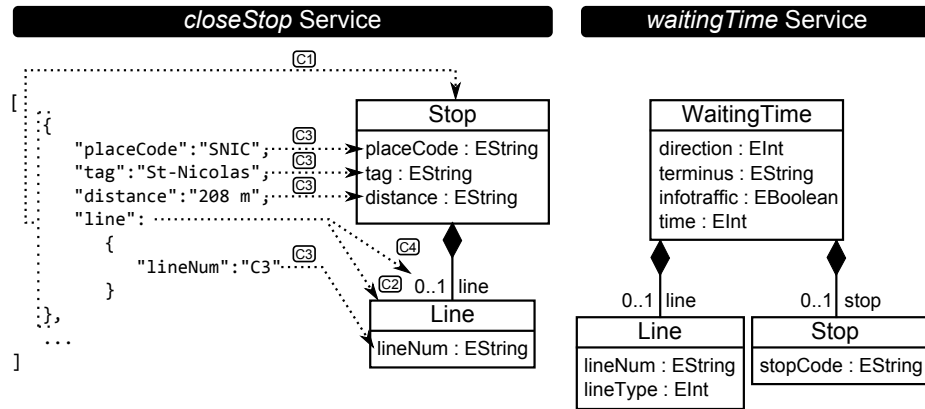 closeStop Service
waitingTime Service
C1
[
{
"placeCode":"SNIC",
C3
"tag":"St-Nicolas",
C3
"distance":"208 m",
C3
"line":
{
"lineNum":"C3"
C3
}
},
...
]
Stop
placeCode : EString
tag : EString
distance : EString
C4
C2
0..1 line
Line
lineNum : EString
WaitingTime
direction : EInt
terminus : EString
infotraffic : EBoolean
time : EInt
0..1 line
0..1 stop
Line
lineNum : EString
lineType : EInt
Stop
stopCode : EString